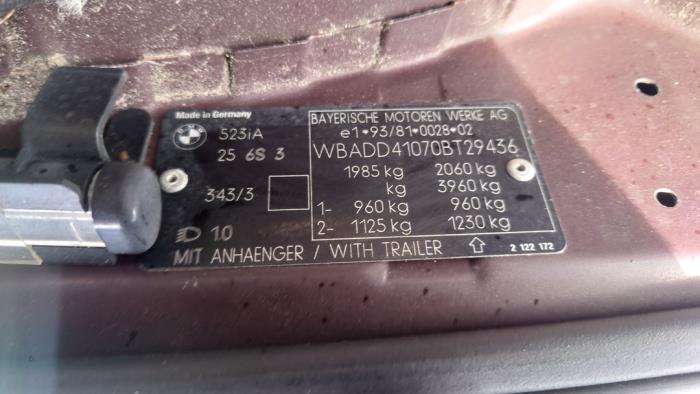 Made in Germany
523iA
25 6S 3
343/3
1.0
BAYERISCHE MOTOREN WERKE AG
e1*93/81*0028*02
WBADD41070BT29436
1985 kg 2060 kg
kg 3960 kg
1- 960 kg 960 kg
2- 1125 kg 1230 kg
MIT ANHAENGER / WITH TRAILER 2 122 172